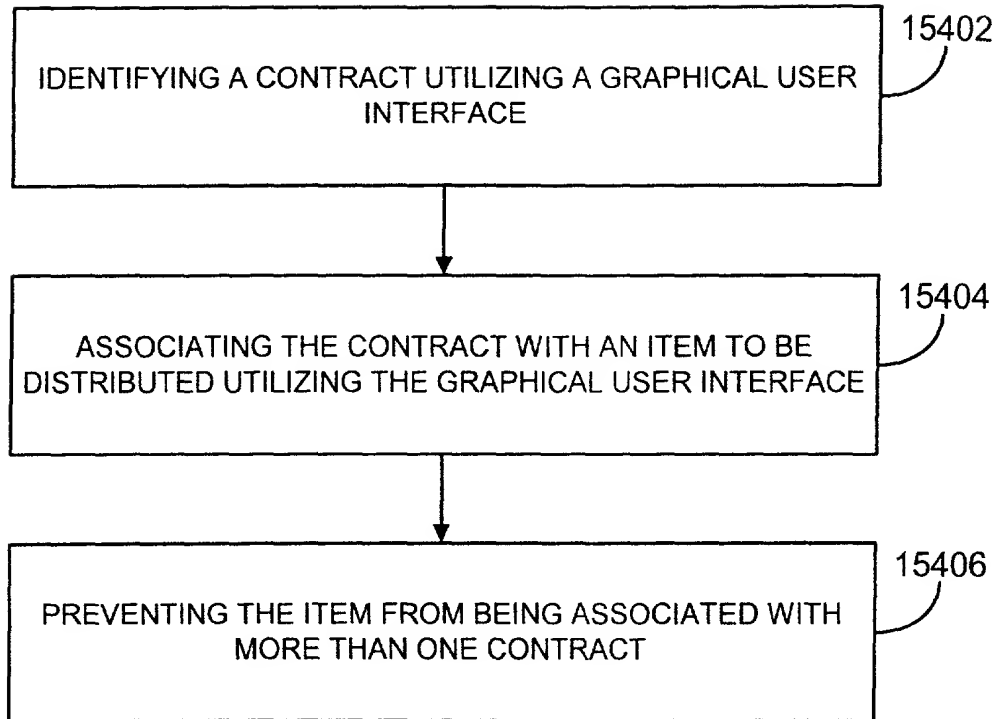 15402
IDENTIFYING A CONTRACT UTILIZING A GRAPHICAL USER
INTERFACE
15404
ASSOCIATING THE CONTRACT WITH AN ITEM TO BE
DISTRIBUTED UTILIZING THE GRAPHICAL USER INTERFACE
15406
PREVENTING THE ITEM FROM BEING ASSOCIATED WITH
MORE THAN ONE CONTRACT